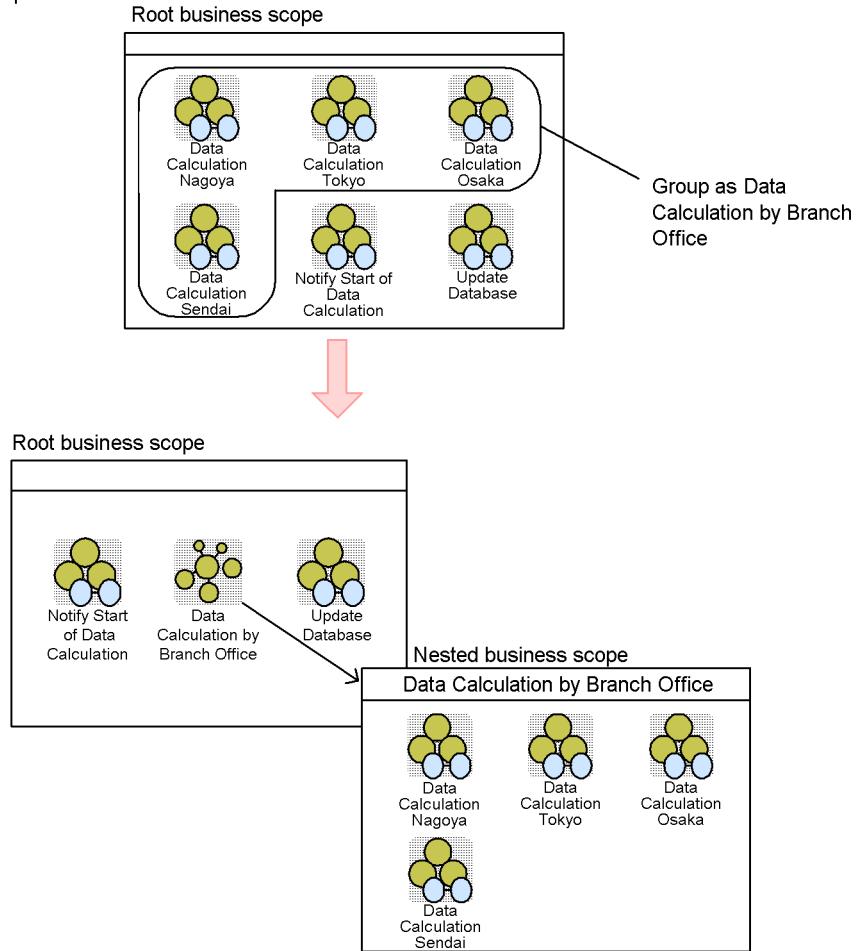 Root business scope
Data
Calculation
Nagoya
Data
Calculation
Tokyo
Data
Calculation
Osaka
Group as Data
Calculation by Branch
Office
Data
Calculation
Sendai
Notify Start of
Data
Calculation
Update
Database
Root business scope
Notify Start
of Data
Calculation
Data
Calculation by
Branch Office
Update
Database
Nested business scope
Data Calculation by Branch Office
Data
Calculation
Nagoya
Data
Calculation
Tokyo
Data
Calculation
Osaka
Data
Calculation
Sendai